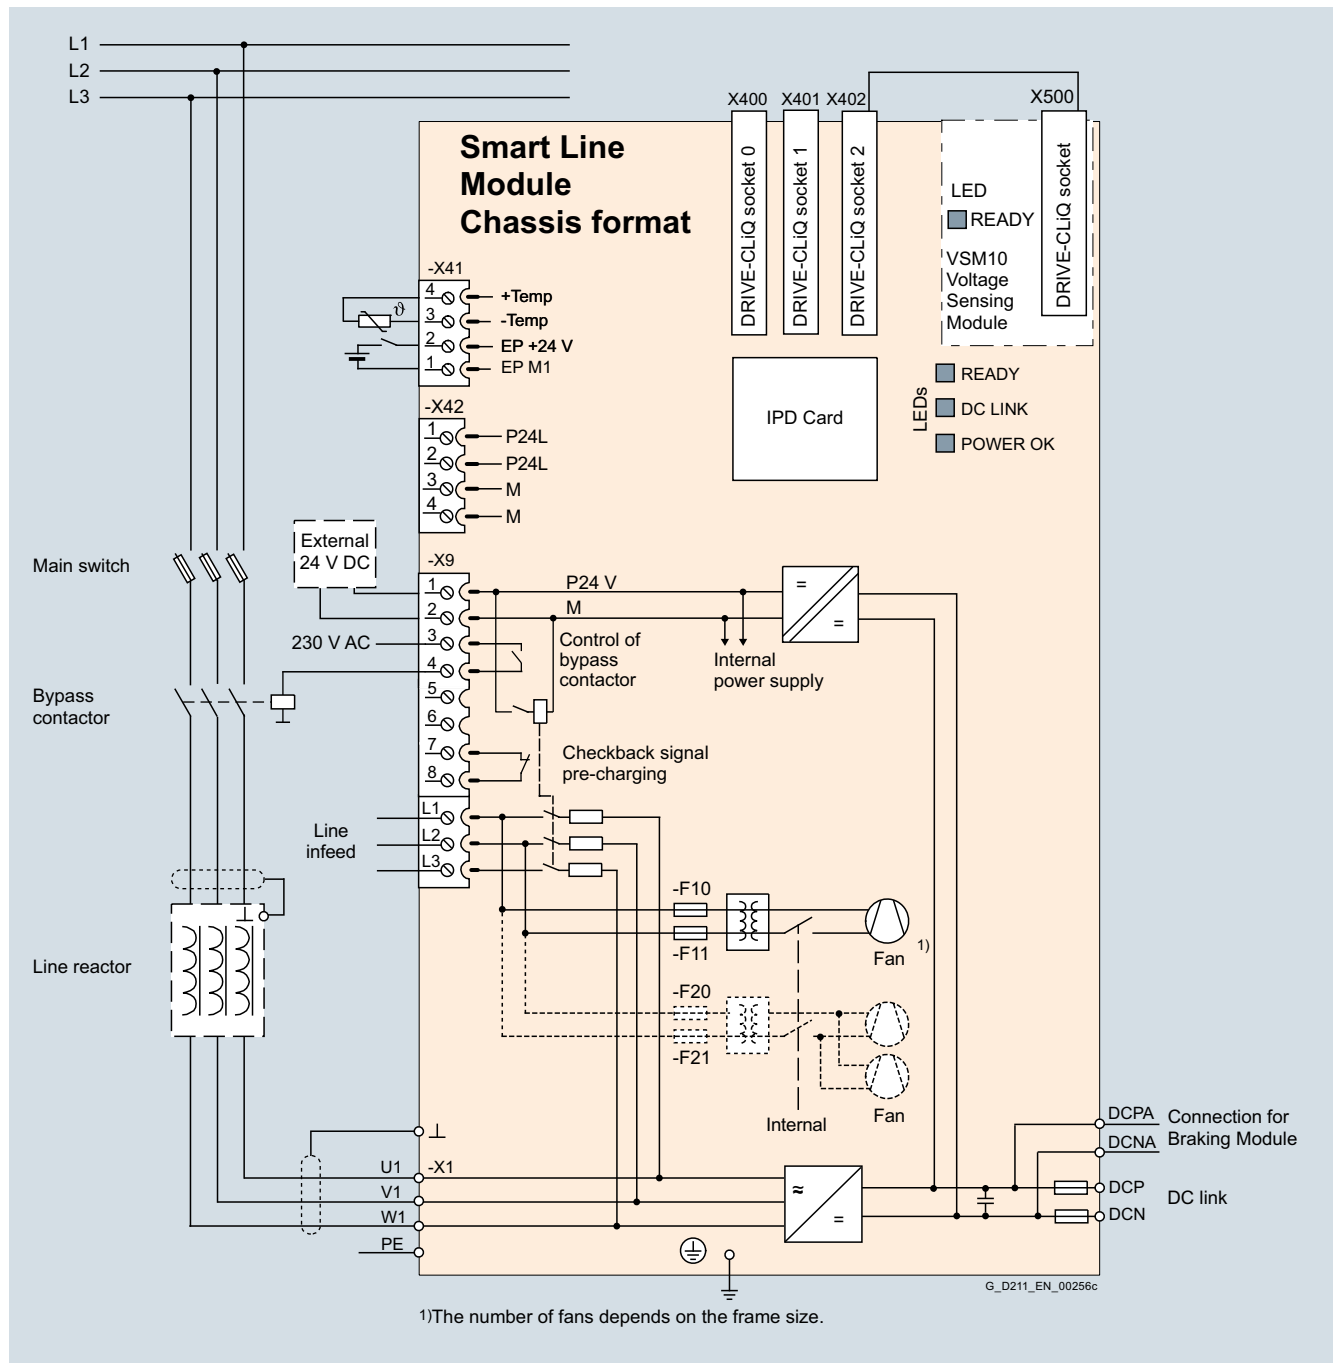 L1
L2
L3
X400
X401
X402
X500
Smart Line
Module
Chassis format
DRIVE-CLiQ socket 0
DRIVE-CLiQ socket 1
DRIVE-CLiQ socket 2
DRIVE-CLiQ socket
LED
READY
VSM10
Voltage
Sensing
Module
-X41
4
+Temp
ϑ
3
-Temp
2
EP +24 V
1
EP M1
IPD Card
LEDs
READY
DC LINK
POWER OK
-X42
1
P24L
2
P24L
3
M
4
M
External
24 V DC
Main switch
-X9
1
P24 V
=
=
2
M
230 V AC
3
4
5
6
7
8
Control of
bypass
contactor
Internal
power supply
Bypass
contactor
Checkback signal
pre-charging
Line
infeed
L1
L2
L3
-F10
-F11
Fan
1)
Line reactor
-F20
-F21
Fan
Internal
DCPA
DCNA
Connection for
Braking Module
⊥
U1
-X1
V1
W1
PE
≈
=
DCP
DCN
DC link
G_D211_EN_00256c
1)The number of fans depends on the frame size.